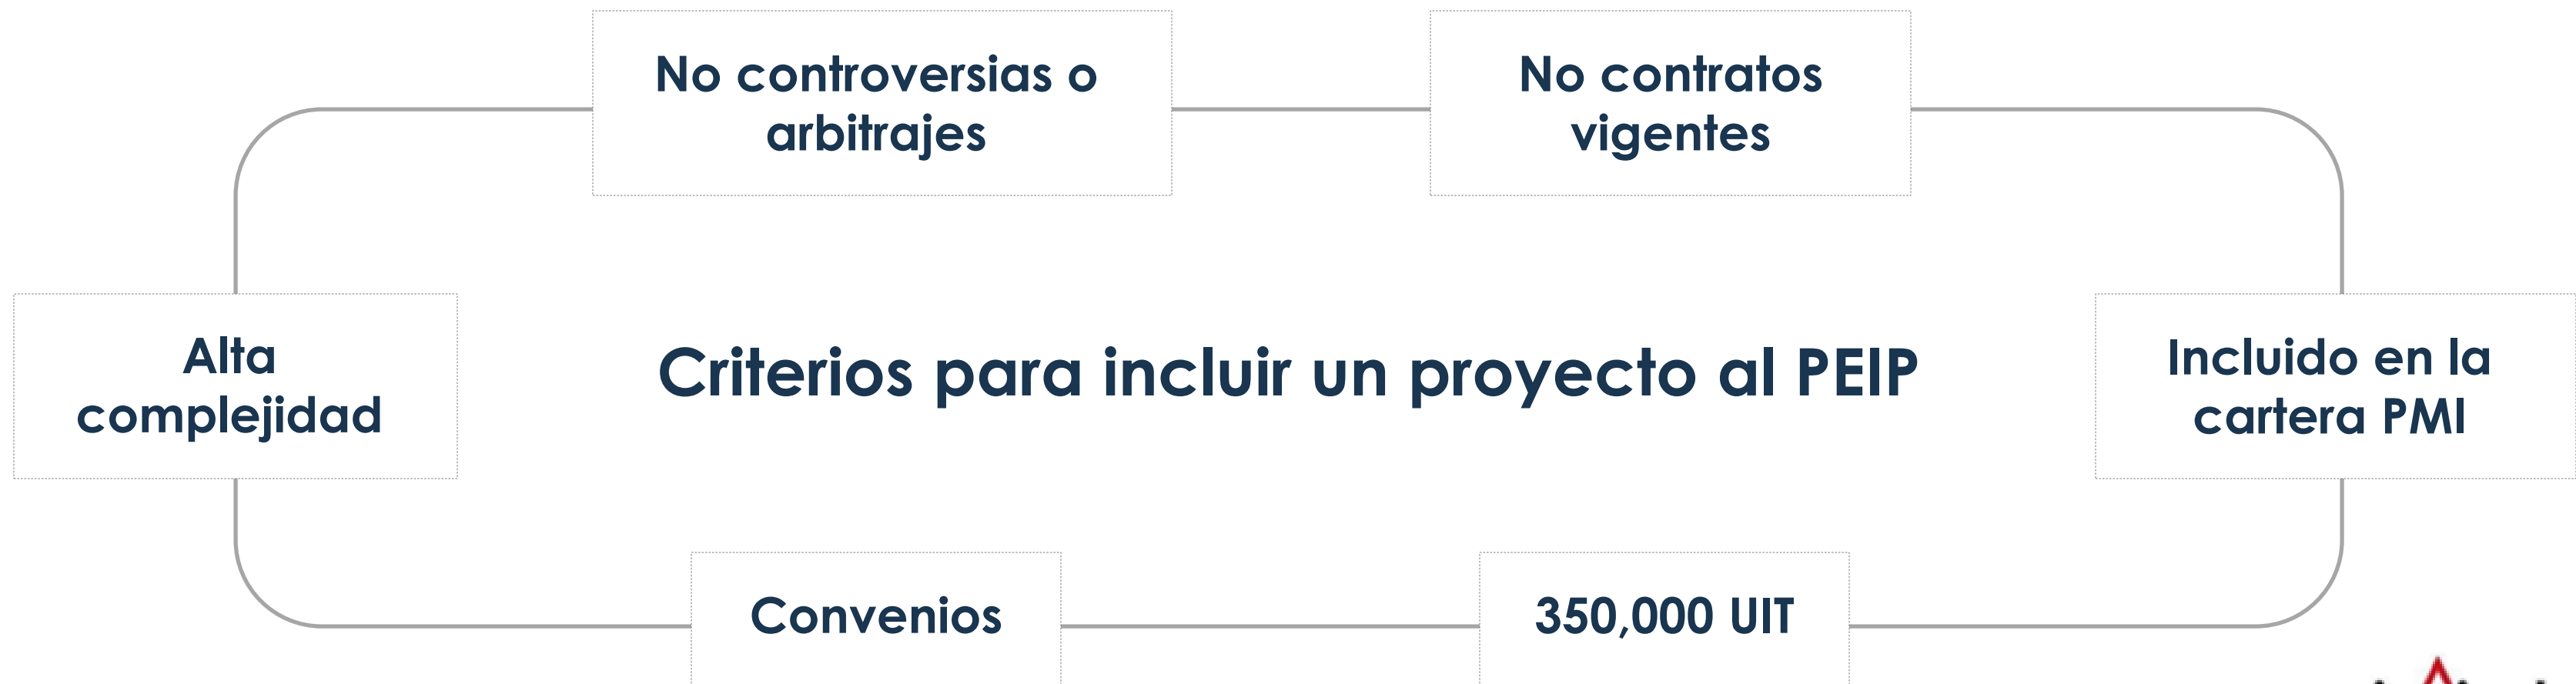 No controversias o
arbitrajes
No contratos
vigentes
Alta
complejidad
Criterios para incluir un proyecto al PEIP
Incluido en la
cartera PMI
Convenios
350,000 UIT